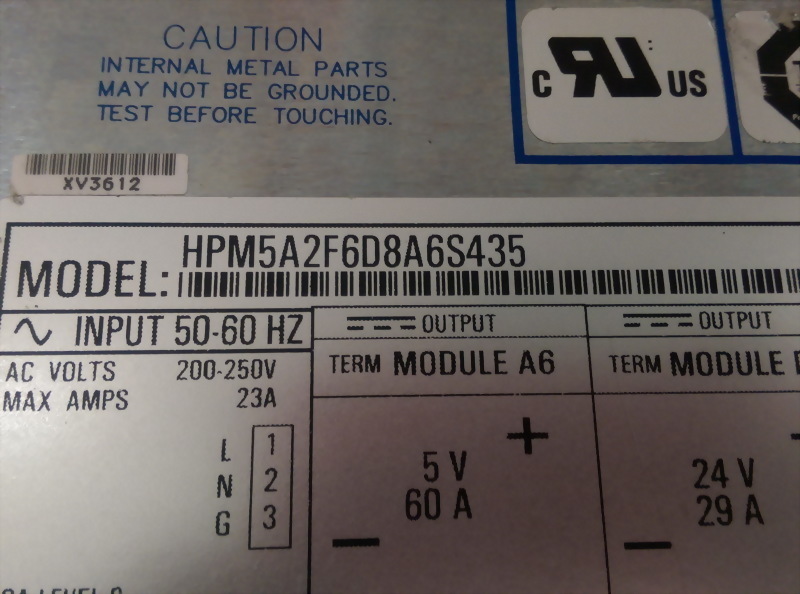 CAUTION
INTERNAL METAL PARTS
MAY NOT BE GROUNDED.
TEST BEFORE TOUCHING.
C RU US
XV3612
MODEL: HPM5A2F6D8A6S435
INPUT 50-60 HZ
AC VOLTS 200-250V
MAX AMPS 23A
L 1
N 2
G 3
OUTPUT
TERM MODULE A6
+
5 V
60 A
−
OUTPUT
TERM MODULE
24 V
29 A
−